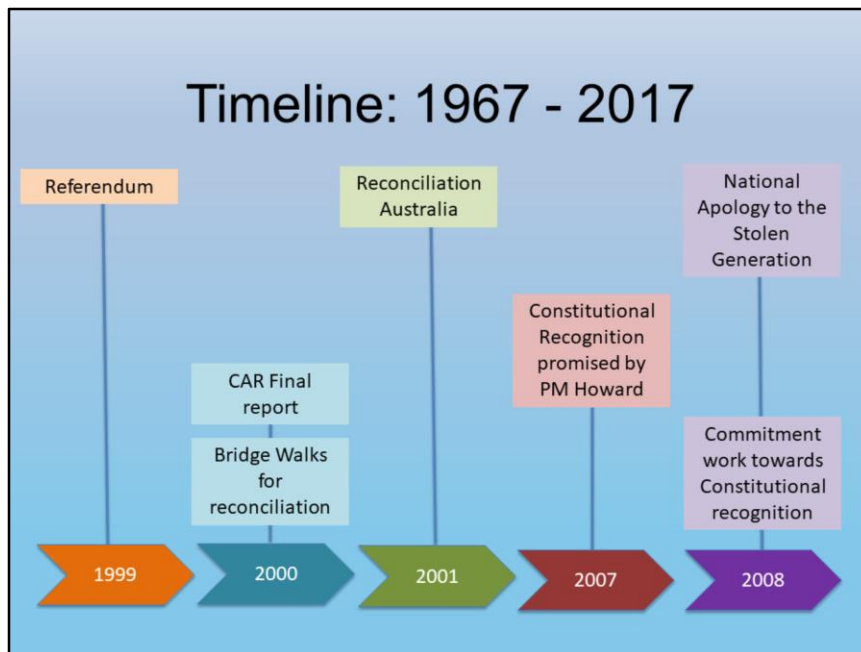 Timeline: 1967 - 2017
Referendum
Reconciliation
Australia
National
Apology to the
Stolen
Generation
Constitutional
Recognition
promised by
PM Howard
CAR Final
report
Bridge Walks
for
reconciliation
Commitment
work towards
Constitutional
recognition
1999
2000
2001
2007
2008